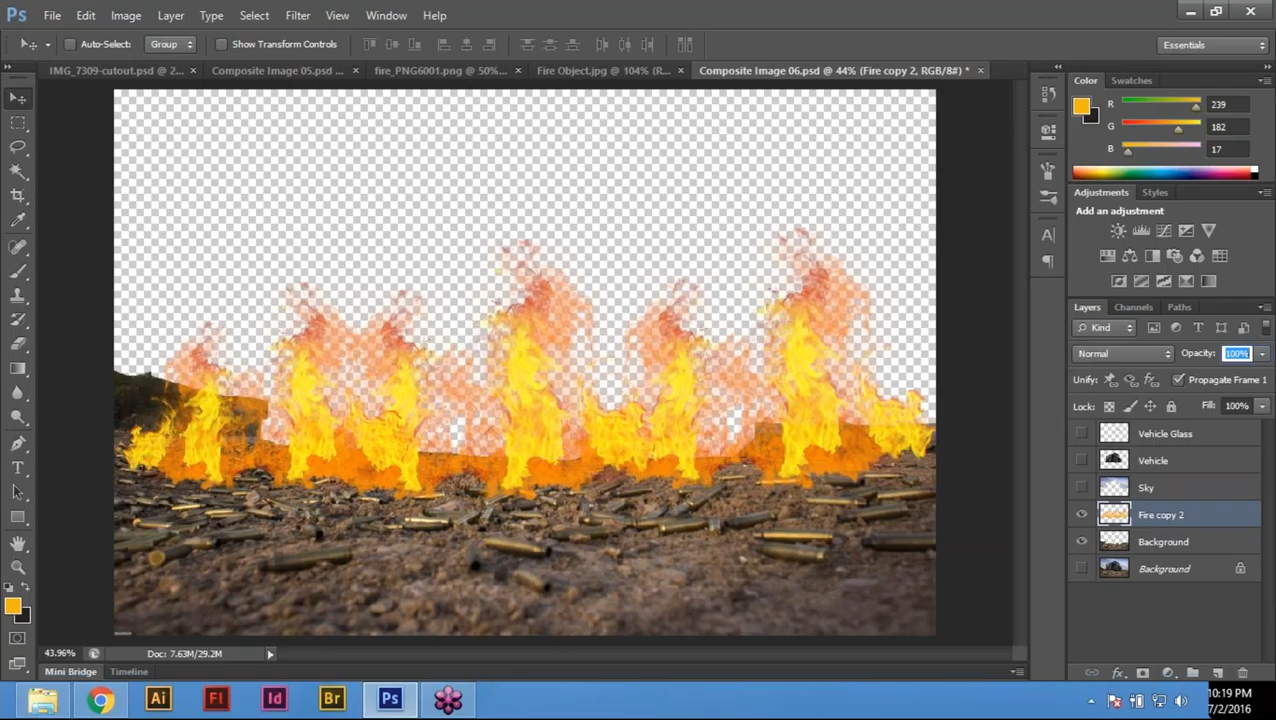 Ps File Edit Image Layer Type Select Filter View Window Help
Auto-Select: Group Show Transform Controls Essentials
IMG_7309-cutout.psd @ 2... × Composite Image 05.psd ... × fire_PNG6001.png @ 50%... × Fire Object.jpg @ 104% (R... × Composite Image 06.psd @ 44% (Fire copy 2, RGB/8#) * ×
Color Swatches
R 239
G 182
B 17
Adjustments Styles
Add an adjustment
Layers Channels Paths
Kind
Normal Opacity: 100%
Unify: Propagate Frame 1
Lock: Fill: 100%
Vehicle Glass
Vehicle
Sky
Fire copy 2
Background
Background
43.96% Doc: 7.63M/29.2M
Mini Bridge Timeline
Ai Fl Id Br Ps
10:19 PM
7/2/2016